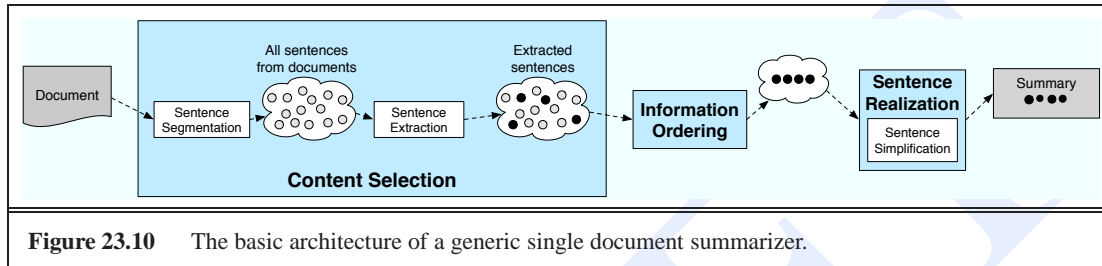 Document
Sentence
Segmentation
All sentences
from documents
Sentence
Extraction
Extracted
sentences
Content Selection
Information
Ordering
Sentence
Realization
Sentence
Simplification
Summary
Figure 23.10 The basic architecture of a generic single document summarizer.